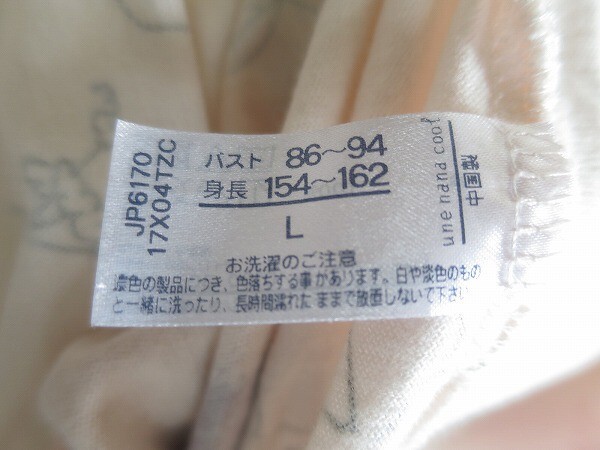 JP6170
17X04TZC
バスト 86〜94
身長 154〜162
L
お洗濯のご注意
濃色の製品につき、色落ちする事があります。白や淡色のもの
と一緒に洗ったり、長時間濡れたままで放置しないで下さい
une nana cool
中国製